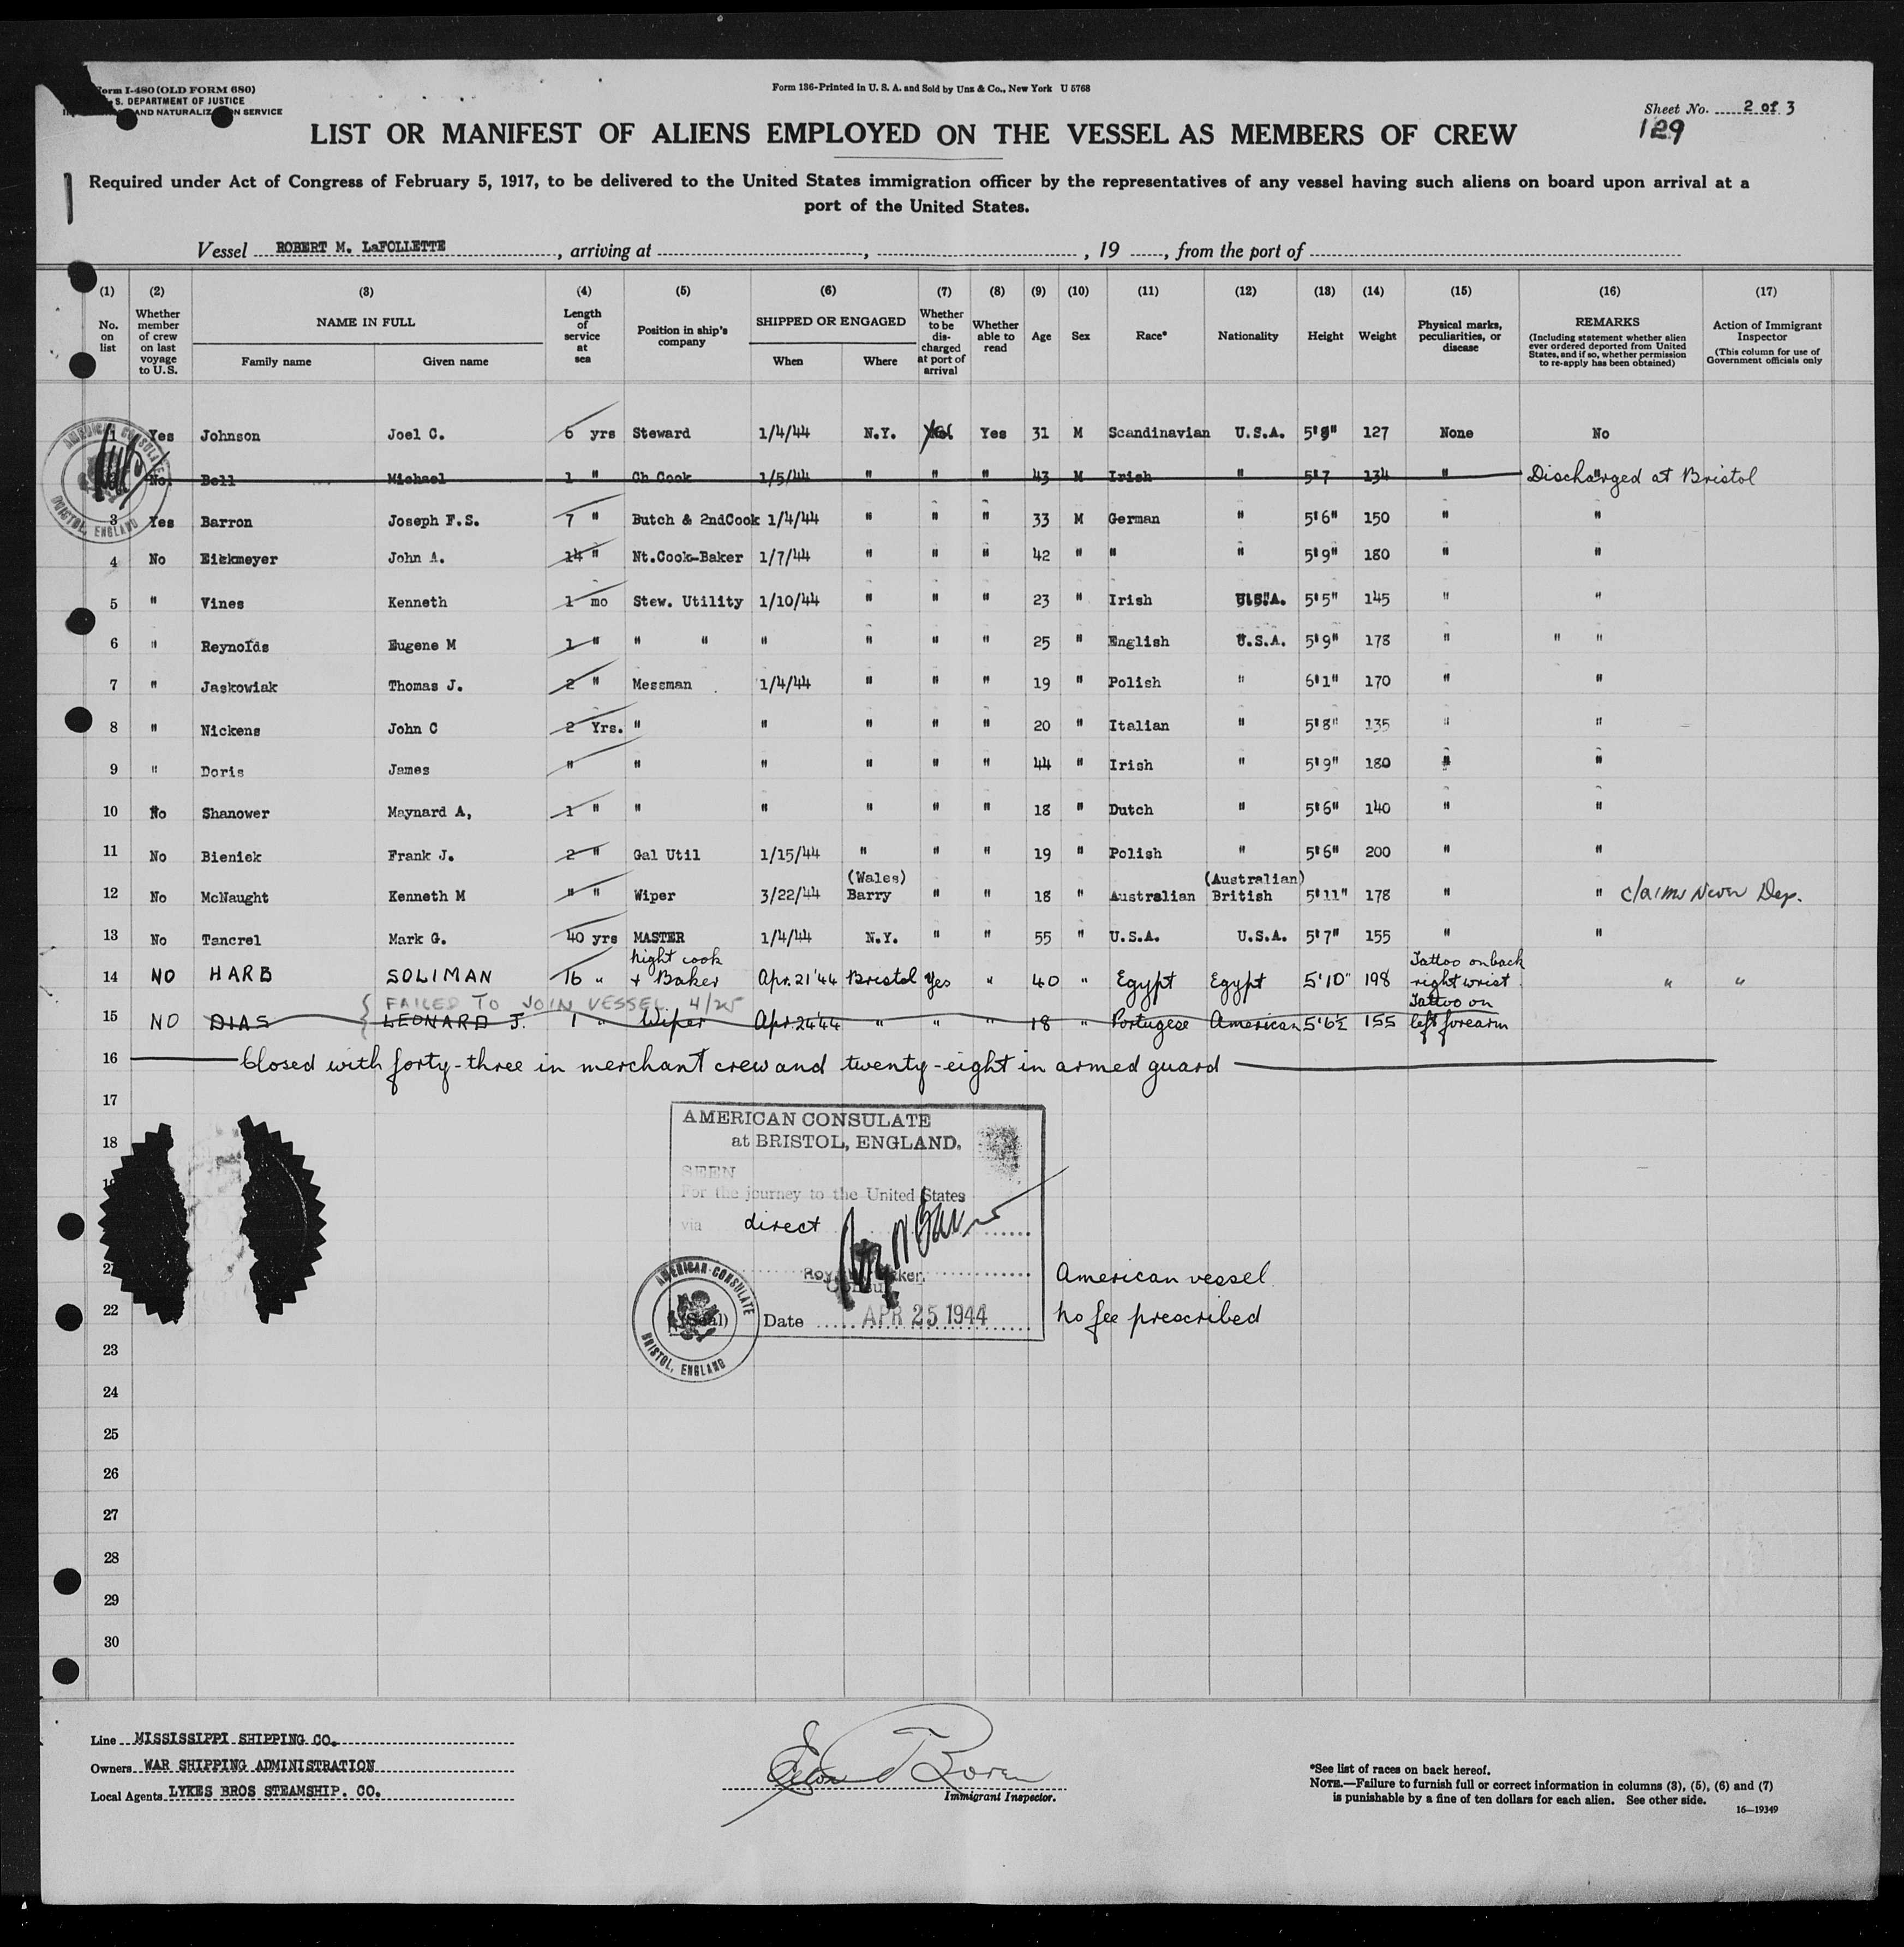 Form I-480 (OLD FORM 680)
S. DEPARTMENT OF JUSTICE
AND NATURALIZATION SERVICE
Form 136-Printed in U. S. A. and Sold by Unz & Co., New York U 5768
Sheet No. 2 of 3
129
LIST OR MANIFEST OF ALIENS EMPLOYED ON THE VESSEL AS MEMBERS OF CREW
Required under Act of Congress of February 5, 1917, to be delivered to the United States immigration officer by the representatives of any vessel having such aliens on board upon arrival at a
port of the United States.
Vessel ROBERT M. LaFOLLETTE, arriving at , , 19 , from the port of
(1) (2) (3) (4) (5) (6) (7) (8) (9) (10) (11) (12) (13) (14) (15) (16) (17)
No. on list
Whether member of crew on last voyage to U.S.
NAME IN FULL
Family name Given name
Length of service at sea
Position in ship's company
SHIPPED OR ENGAGED
When Where
Whether to be discharged at port of arrival
Whether able to read
Age
Sex
Race*
Nationality
Height
Weight
Physical marks, peculiarities, or disease
REMARKS
(Including statement whether alien ever ordered deported from United States, and if so, whether permission to re-apply has been obtained)
Action of Immigrant Inspector
(This column for use of Government officials only
1 Yes Johnson Joel C. 6 yrs Steward 1/4/44 N.Y. Yes Yes 31 M Scandinavian U.S.A. 5'9" 127 None No
No Bell Michael 1 " Ch Cook 1/5/44 " " " 43 M Irish " 5'7 134 " " Discharged at Bristol
3 Yes Barron Joseph F.S. 7 " Butch & 2ndCook 1/4/44 " " " 33 M German " 5'6" 150 " "
4 No Eickmeyer John A. 14 " Nt.Cook-Baker 1/7/44 " " " 42 " " " 5'9" 180 " "
5 " Vines Kenneth 1 mo Stew. Utility 1/10/44 " " " 23 " Irish U.S.A. 5'5" 145 " "
6 " Reynolds Eugene M 1 " " " " " " " 25 " English U.S.A. 5'9" 178 " " "
7 " Jaskowiak Thomas J. 2 " Messman 1/4/44 " " " 19 " Polish " 6'1" 170 " "
8 " Nickens John C 2 Yrs. " " " " " 20 " Italian " 5'8" 135 " "
9 " Doris James " " " " " " 44 " Irish " 5'9" 180 " "
10 No Shanower Maynard A, 1 " " " " " " 18 " Dutch " 5'6" 140 " "
11 No Bieniek Frank J. 2 " Gal Util 1/15/44 " " " 19 " Polish " 5'6" 200 " "
12 No McNaught Kenneth M " " Wiper 3/22/44 (Wales) Barry " " 18 " Australian (Australian) British 5'11" 178 " " claims Never Dep.
13 No Tancrel Mark G. 40 yrs MASTER 1/4/44 N.Y. " " 55 " U.S.A. U.S.A. 5'7" 155 " "
14 NO HARB SOLIMAN 16 " night cook + Baker Apr. 21 '44 Bristol Yes " 40 " Egypt Egypt 5'10" 198 Tattoo on back right wrist " "
{ FAILED TO JOIN VESSEL 4/25
15 NO DIAS LEONARD J. 1 " Wiper Apr 24 '44 " " " 18 " Portugese American 5'6½ 155 Tattoo on left forearm
16 Closed with forty-three in merchant crew and twenty-eight in armed guard
17
18
22
23
24
25
26
27
28
29
30
AMERICAN CONSULATE
BRISTOL, ENGLAND
AMERICAN CONSULATE
at BRISTOL, ENGLAND.
SEEN
For the journey to the United States
via direct
Consul
(Seal) Date APR 25 1944
AMERICAN CONSULATE
BRISTOL, ENGLAND
American vessel
no fee prescribed
Line MISSISSIPPI SHIPPING CO.
Owners WAR SHIPPING ADMINISTRATION
Local Agents LYKES BROS STEAMSHIP. CO.
Immigrant Inspector.
*See list of races on back hereof.
NOTE.—Failure to furnish full or correct information in columns (3), (5), (6) and (7)
is punishable by a fine of ten dollars for each alien. See other side.
16—19349